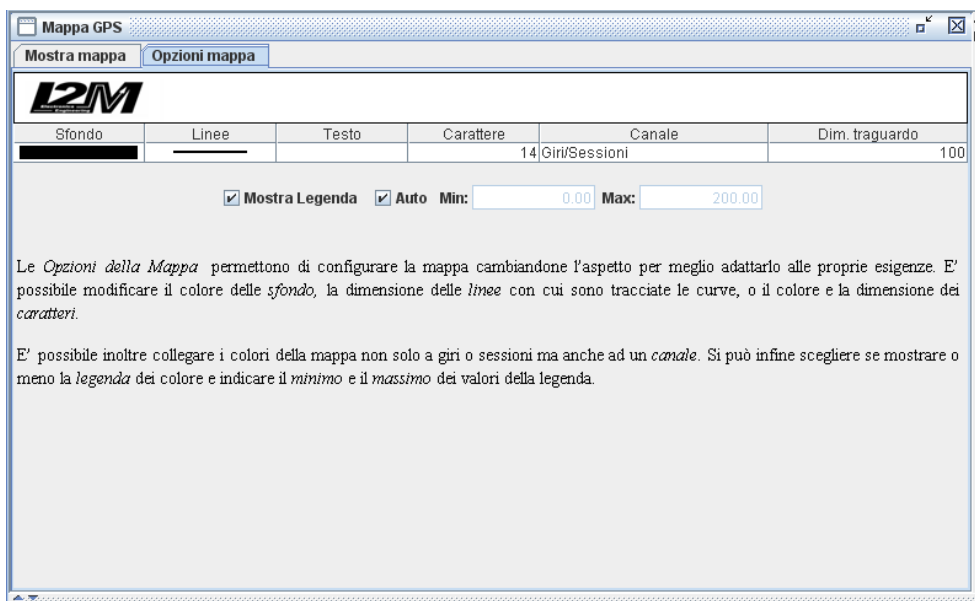 Mappa GPS
Mostra mappa Opzioni mappa
I2M
Sfondo Linee Testo Carattere Canale Dim. traguardo
14 Giri/Sessioni 100
Mostra Legenda Auto Min: 0.00 Max: 200.00
Le Opzioni della Mappa permettono di configurare la mappa cambiandone l'aspetto per meglio adattarlo alle proprie esigenze. E'
possibile modificare il colore delle sfondo, la dimensione delle linee con cui sono tracciate le curve, o il colore e la dimensione dei
caratteri.
E' possibile inoltre collegare i colori della mappa non solo a giri o sessioni ma anche ad un canale. Si può infine scegliere se mostrare o
meno la legenda dei colore e indicare il minimo e il massimo dei valori della legenda.